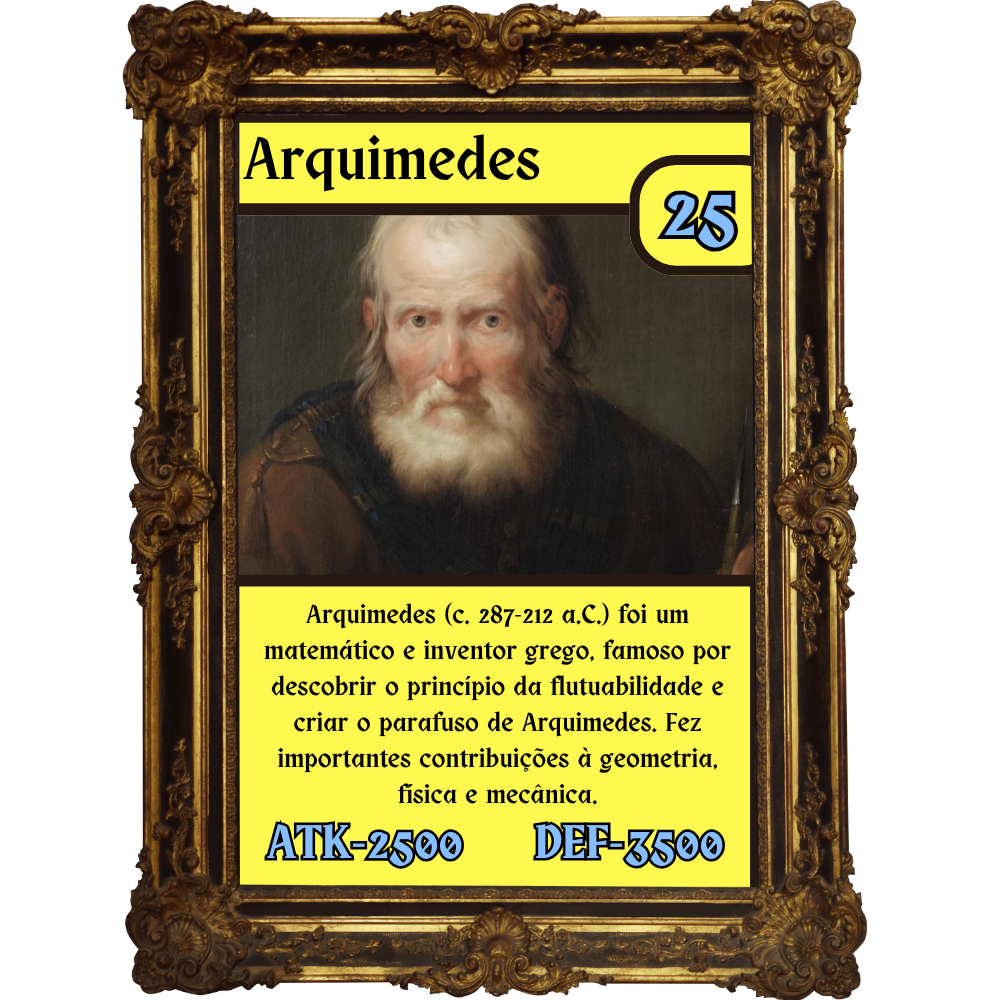 Arquimedes
25
Arquimedes (c. 287-212 a.C.) foi um
matemático e inventor grego, famoso por
descobrir o princípio da flutuabilidade e
criar o parafuso de Arquimedes. Fez
importantes contribuições à geometria,
física e mecânica.
ATK-2500 DEF-3500